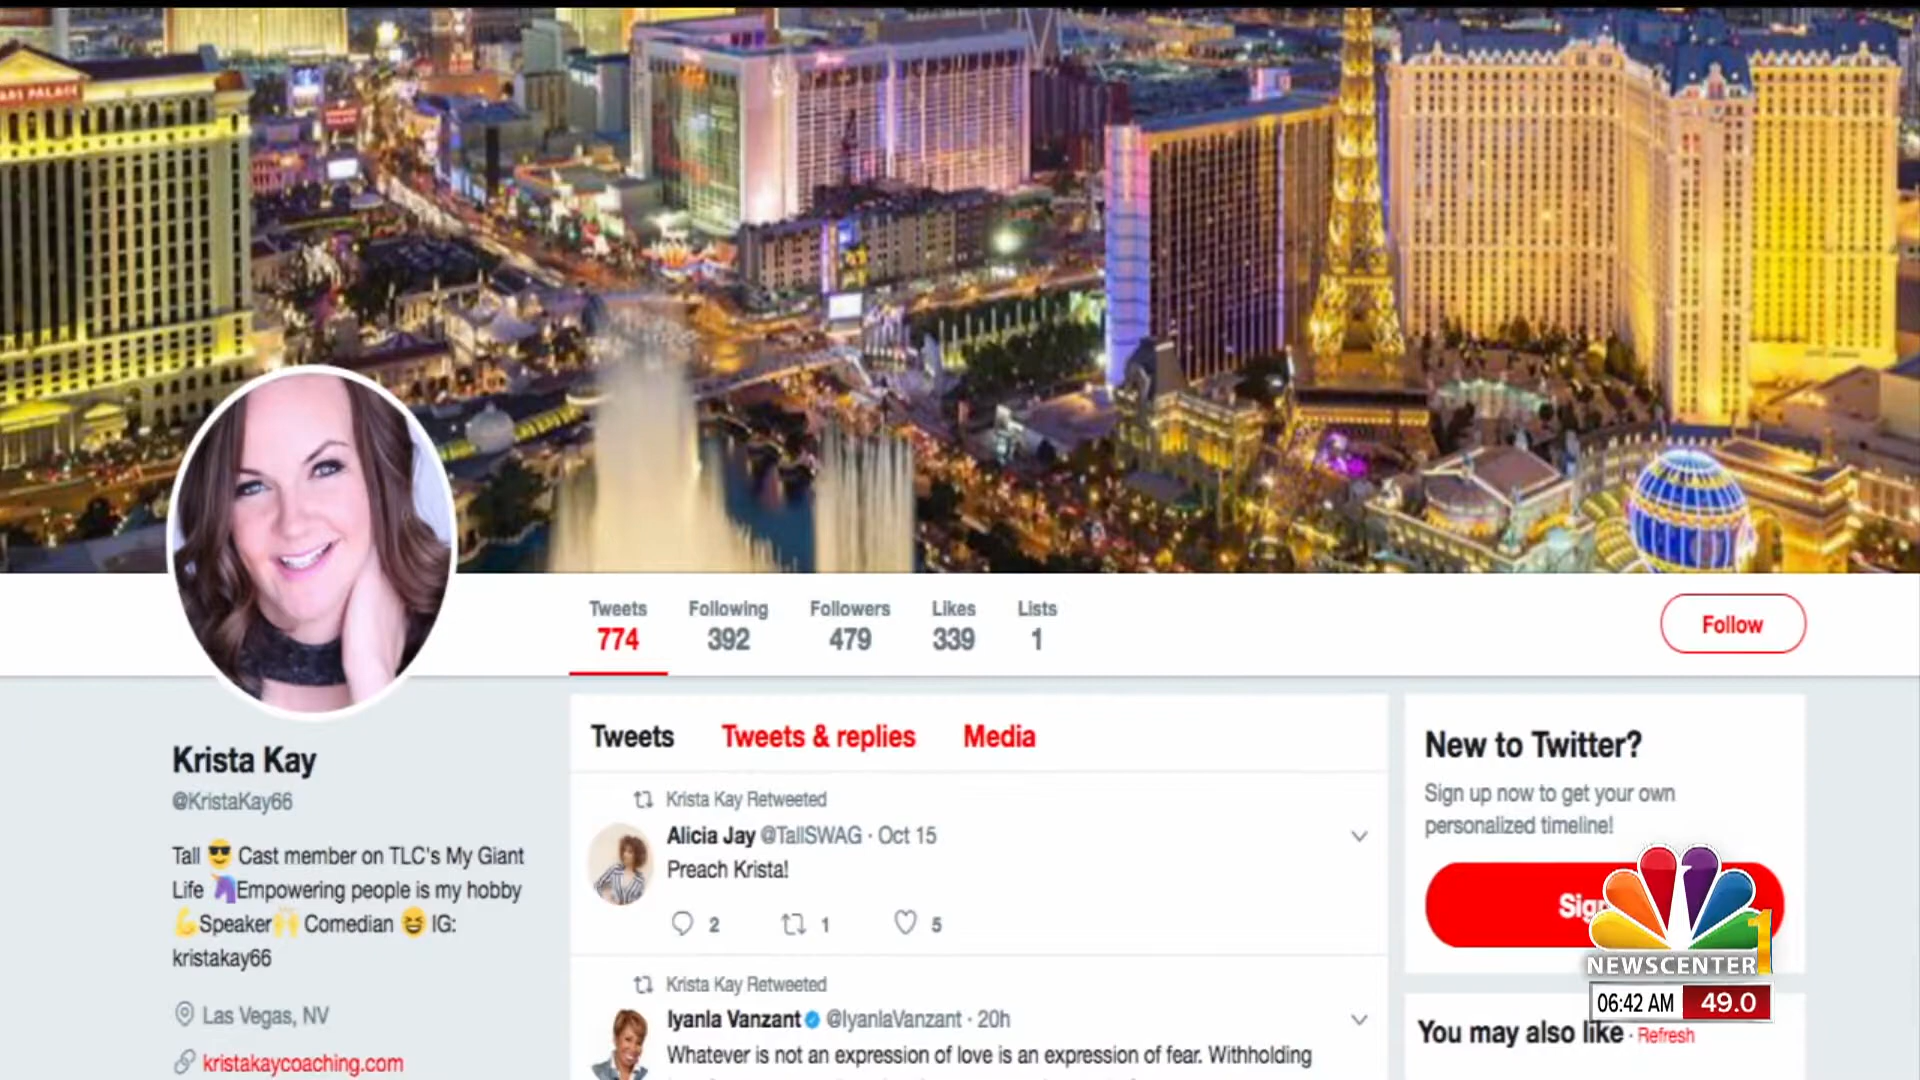 Tweets
774
Following
392
Followers
479
Likes
339
Lists
1
Follow
Krista Kay
@KristaKay66
Tall 😎 Cast member on TLC's My Giant
Life 🦄Empowering people is my hobby
💪Speaker🙌 Comedian 😆 IG:
kristakay66
Las Vegas, NV
kristakaycoaching.com
Tweets Tweets & replies Media
Krista Kay Retweeted
Alicia Jay @TallSWAG · Oct 15
Preach Krista!
2 1 5
Krista Kay Retweeted
Iyanla Vanzant @IyanlaVanzant · 20h
Whatever is not an expression of love is an expression of fear. Withholding
New to Twitter?
Sign up now to get your own
personalized timeline!
Sign
NEWSCENTER1
06:42 AM 49.0
You may also like · Refresh
PALACE